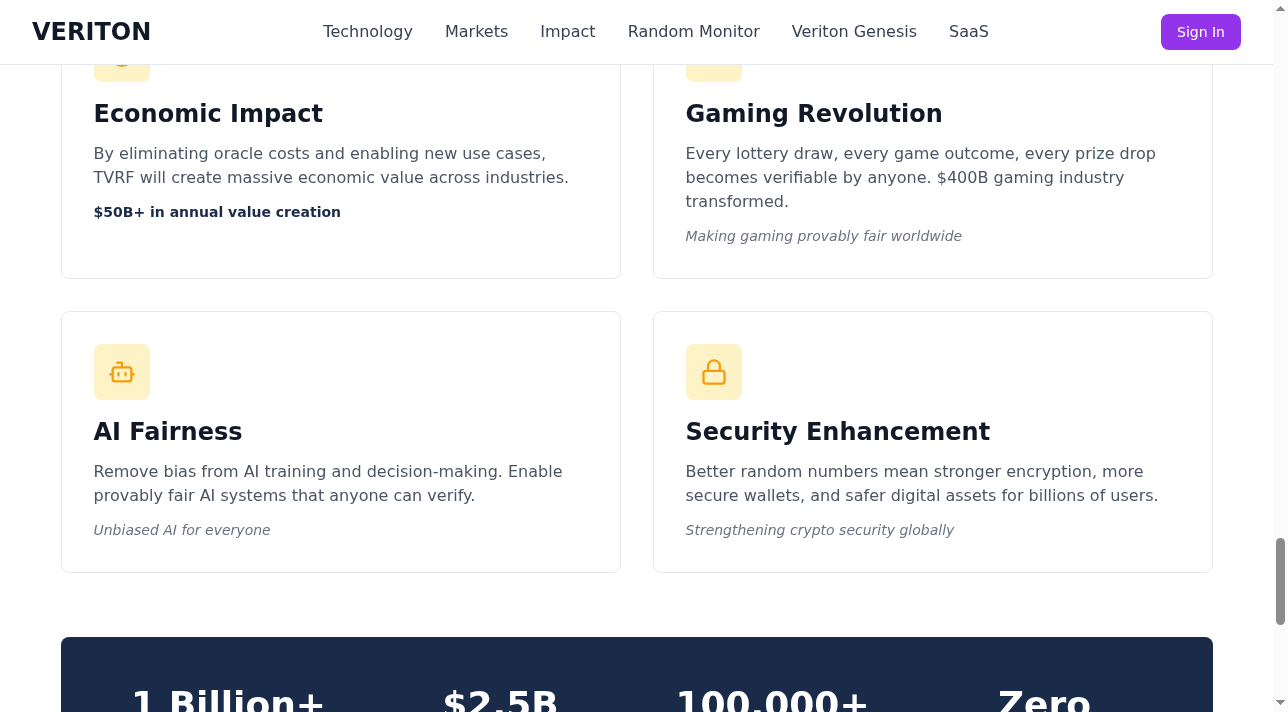 VERITON
Technology
Markets
Impact
Random Monitor
Veriton Genesis
SaaS
Sign In
Economic Impact
By eliminating oracle costs and enabling new use cases,
TVRF will create massive economic value across industries.
$50B+ in annual value creation
Gaming Revolution
Every lottery draw, every game outcome, every prize drop
becomes verifiable by anyone. $400B gaming industry
transformed.
Making gaming provably fair worldwide
AI Fairness
Remove bias from AI training and decision-making. Enable
provably fair AI systems that anyone can verify.
Unbiased AI for everyone
Security Enhancement
Better random numbers mean stronger encryption, more
secure wallets, and safer digital assets for billions of users.
Strengthening crypto security globally
1 Billion+
$2.5B
100,000+
Zero